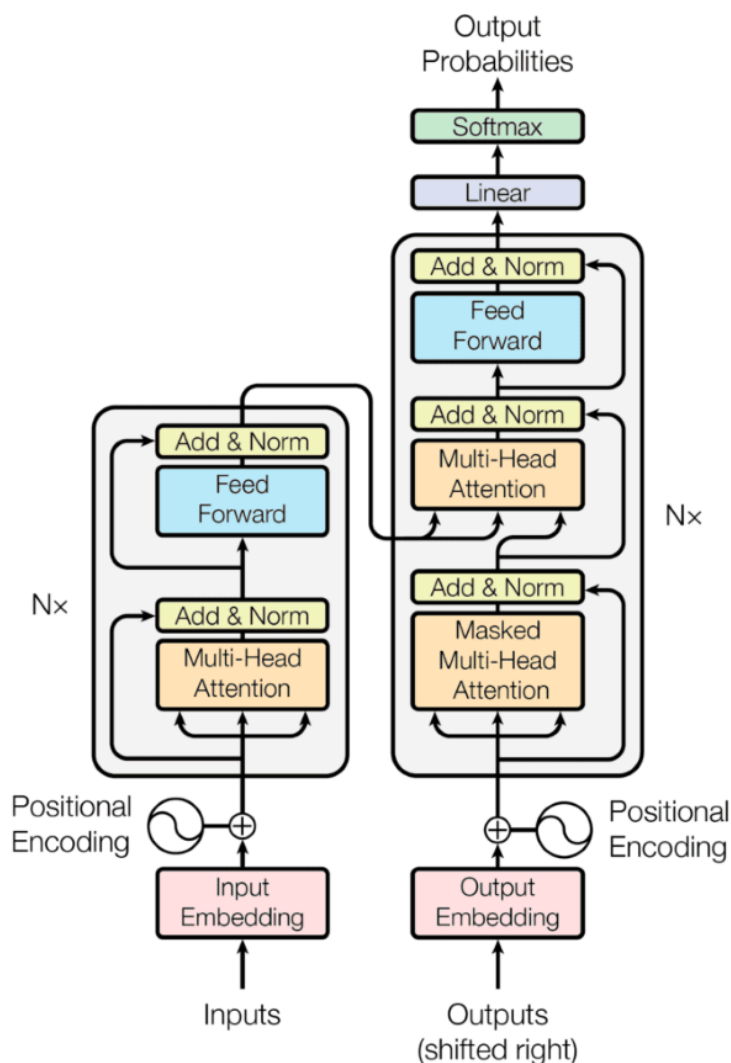 Output
Probabilities
Softmax
Linear
Add & Norm
Feed
Forward
Add & Norm
Multi-Head
Attention
Nx
Add & Norm
Masked
Multi-Head
Attention
Add & Norm
Feed
Forward
Nx
Add & Norm
Multi-Head
Attention
Positional
Encoding
Positional
Encoding
Input
Embedding
Output
Embedding
Inputs
Outputs
(shifted right)